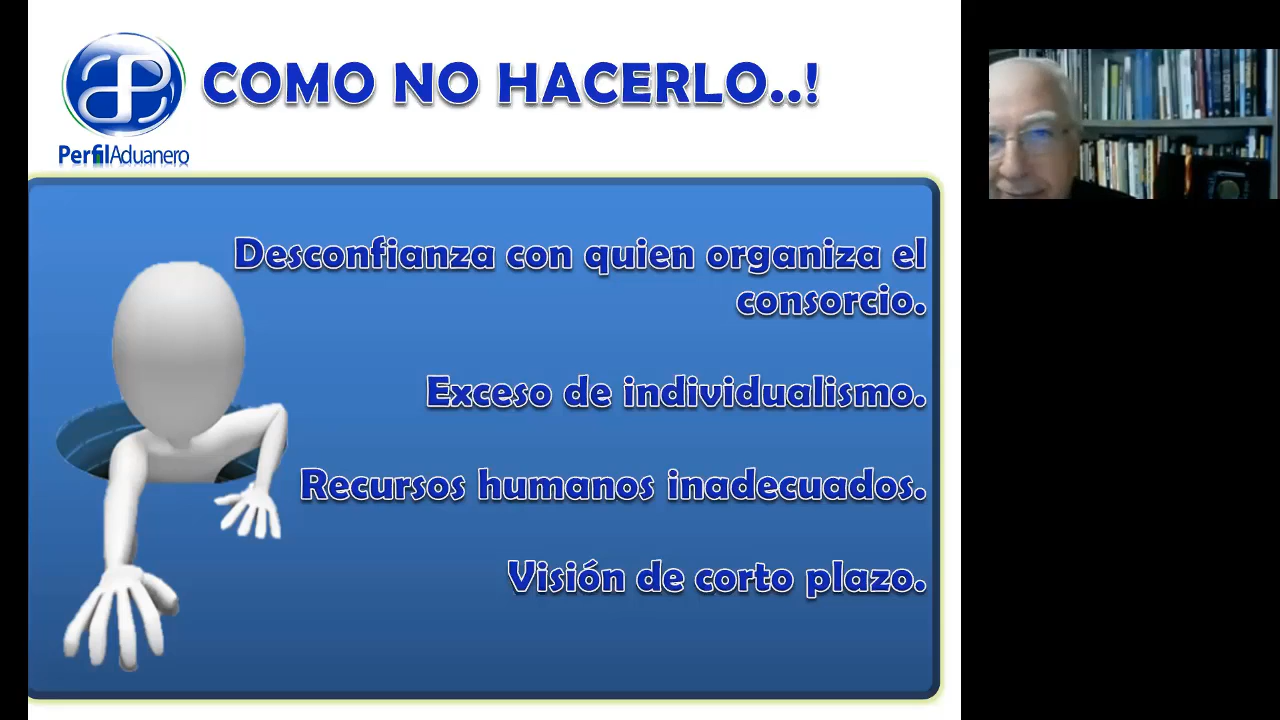 COMO NO HACERLO..!
PerfilAduanero
Desconfianza con quien organiza el
consorcio.
Exceso de individualismo.
Recursos humanos inadecuados.
Visión de corto plazo.